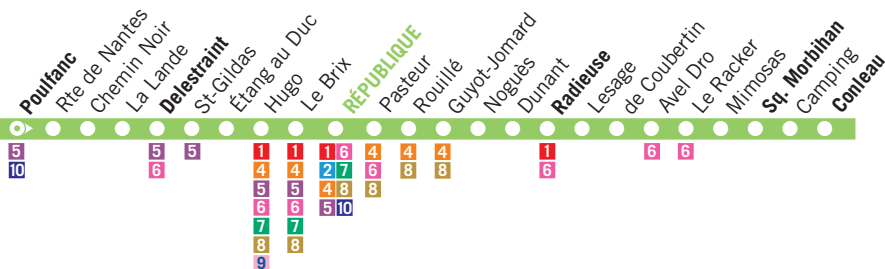 Poulfanc
Rte de Nantes
Chemin Noir
La Lande
Delestraint
St-Gildas
Étang au Duc
Hugo
Le Brix
RÉPUBLIQUE
Pasteur
Rouillé
Guyot-Jomard
Noguès
Dunant
Radieuse
Lesage
de Coubertin
Avel Dro
Le Racker
Mimosas
Sq. Morbihan
Camping
Conleau
5 5 5 1 1 1 6 4 4 4 1 6 6
10 6 4 4 2 7 6 8 8 6
5 5 4 8 8
6 6 5 10
7 7
8 8
9